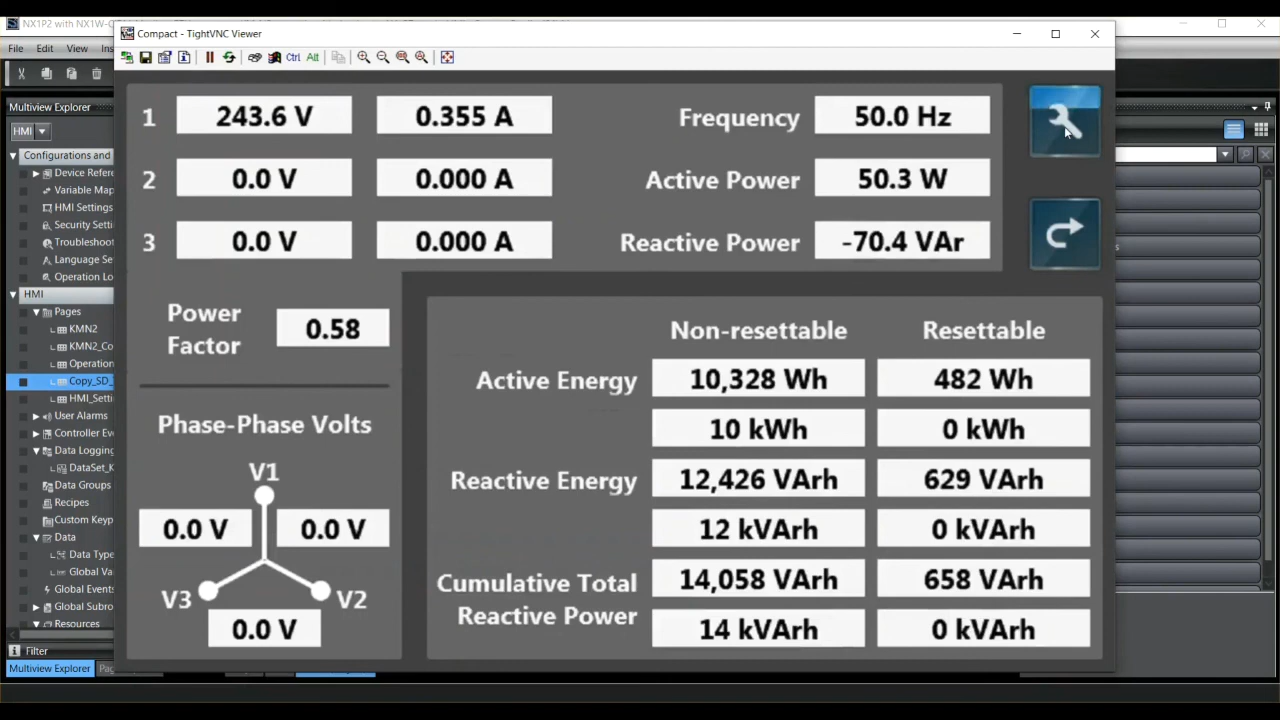 NX1P2 with NX1W-C
Compact - TightVNC Viewer
File Edit View Ins
Ctrl Alt
Multiview Explorer
HMI
Configurations and
Device Refere
Variable Map
HMI Settings
Security Setti
Troubleshoot
Language Se
Operation Lo
HMI
Pages
KMN2
KMN2_Co
Operation
Copy_SD_
HMI_Setti
User Alarms
Controller Eve
Data Logging
DataSet_K
Data Groups
Recipes
Custom Keyp
Data
Data Type
Global Va
Global Events
Global Subro
Resources
Filter
Multiview Explorer
1 243.6 V 0.355 A Frequency 50.0 Hz
2 0.0 V 0.000 A Active Power 50.3 W
3 0.0 V 0.000 A Reactive Power -70.4 VAr
Power
Factor
0.58
Phase-Phase Volts
V1
0.0 V 0.0 V
V3 V2
0.0 V
Non-resettable Resettable
Active Energy 10,328 Wh 482 Wh
10 kWh 0 kWh
Reactive Energy 12,426 VArh 629 VArh
12 kVArh 0 kVArh
Cumulative Total
Reactive Power
14,058 VArh 658 VArh
14 kVArh 0 kVArh